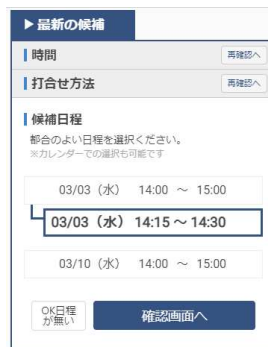 ▶最新の候補
時間
再確認へ
打合せ方法
再確認へ
候補日程
都合のよい日程を選択ください。
※カレンダーでの選択も可能です
03/03（水） 14:00 ～ 15:00
03/03（水） 14:15 ～ 14:30
03/10（水） 14:00 ～ 15:00
OK日程
が無い
確認画面へ